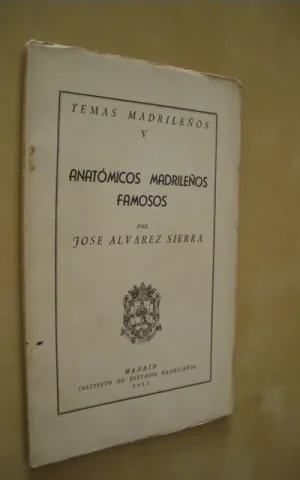 TEMAS MADRILEÑOS
V
ANATÓMICOS MADRILEÑOS
FAMOSOS
POR
JOSE ALVAREZ SIERRA
MADRID
INSTITUTO DE ESTUDIOS MADRILEÑOS